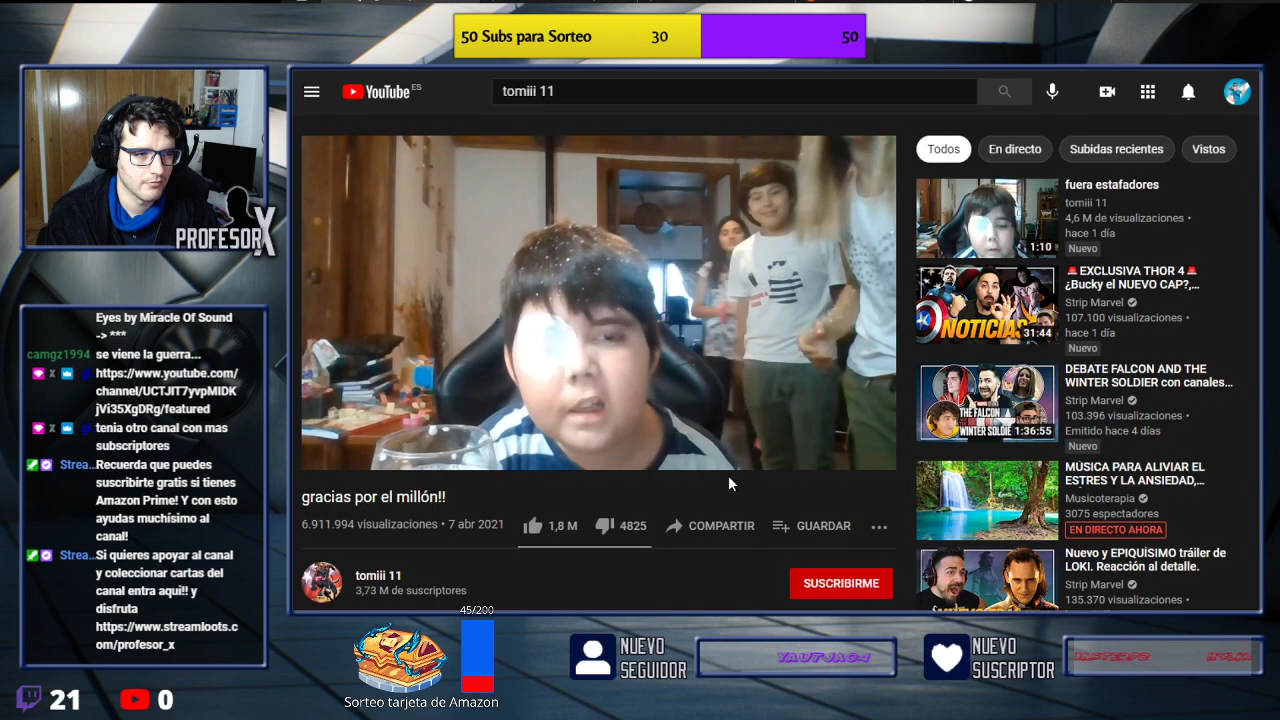 50 Subs para Sorteo 30 50
YouTube ES
tomiii 11
PROFESOR X
Todos
En directo
Subidas recientes
Vistos
fuera estafadores
tomiii 11
4,6 M de visualizaciones •
hace 1 día
Nuevo
1:10
🚨EXCLUSIVA THOR 4🚨
¿Bucky el NUEVO CAP?,...
Strip Marvel
107.100 visualizaciones •
hace 1 día
Nuevo
NOTICIAS
31:44
DEBATE FALCON AND THE
WINTER SOLDIER con canales...
Strip Marvel
103.396 visualizaciones •
Emitido hace 4 días
Nuevo
THE FALCON
WINTER SOLDIE
1:36:55
MÚSICA PARA ALIVIAR EL
ESTRES Y LA ANSIEDAD,...
Musicoterapia
3075 espectadores
EN DIRECTO AHORA
Nuevo y EPIQUÍSIMO tráiler de
LOKI. Reacción al detalle.
Strip Marvel
135.370 visualizaciones •
gracias por el millón!!
6.911.994 visualizaciones • 7 abr 2021
1,8 M
4825
COMPARTIR
GUARDAR
tomiii 11
3,73 M de suscriptores
SUSCRIBIRME
Eyes by Miracle Of Sound
-> ***
camgz1994 se viene la guerra...
https://www.youtube.com/
channel/UCTJIT7yvpMIDK
jVi35XgDRg/featured
tenia otro canal con mas
subscriptores
Strea... Recuerda que puedes
suscribirte gratis si tienes
Amazon Prime! Y con esto
ayudas muchísimo al
canal!
Strea... Si quieres apoyar al canal
y coleccionar cartas del
canal entra aqui!! y
disfruta
https://www.streamloots.c
om/profesor_x
45/200
Sorteo tarjeta de Amazon
NUEVO
SEGUIDOR
YAUTJA04
NUEVO
SUSCRIPTOR
21
0